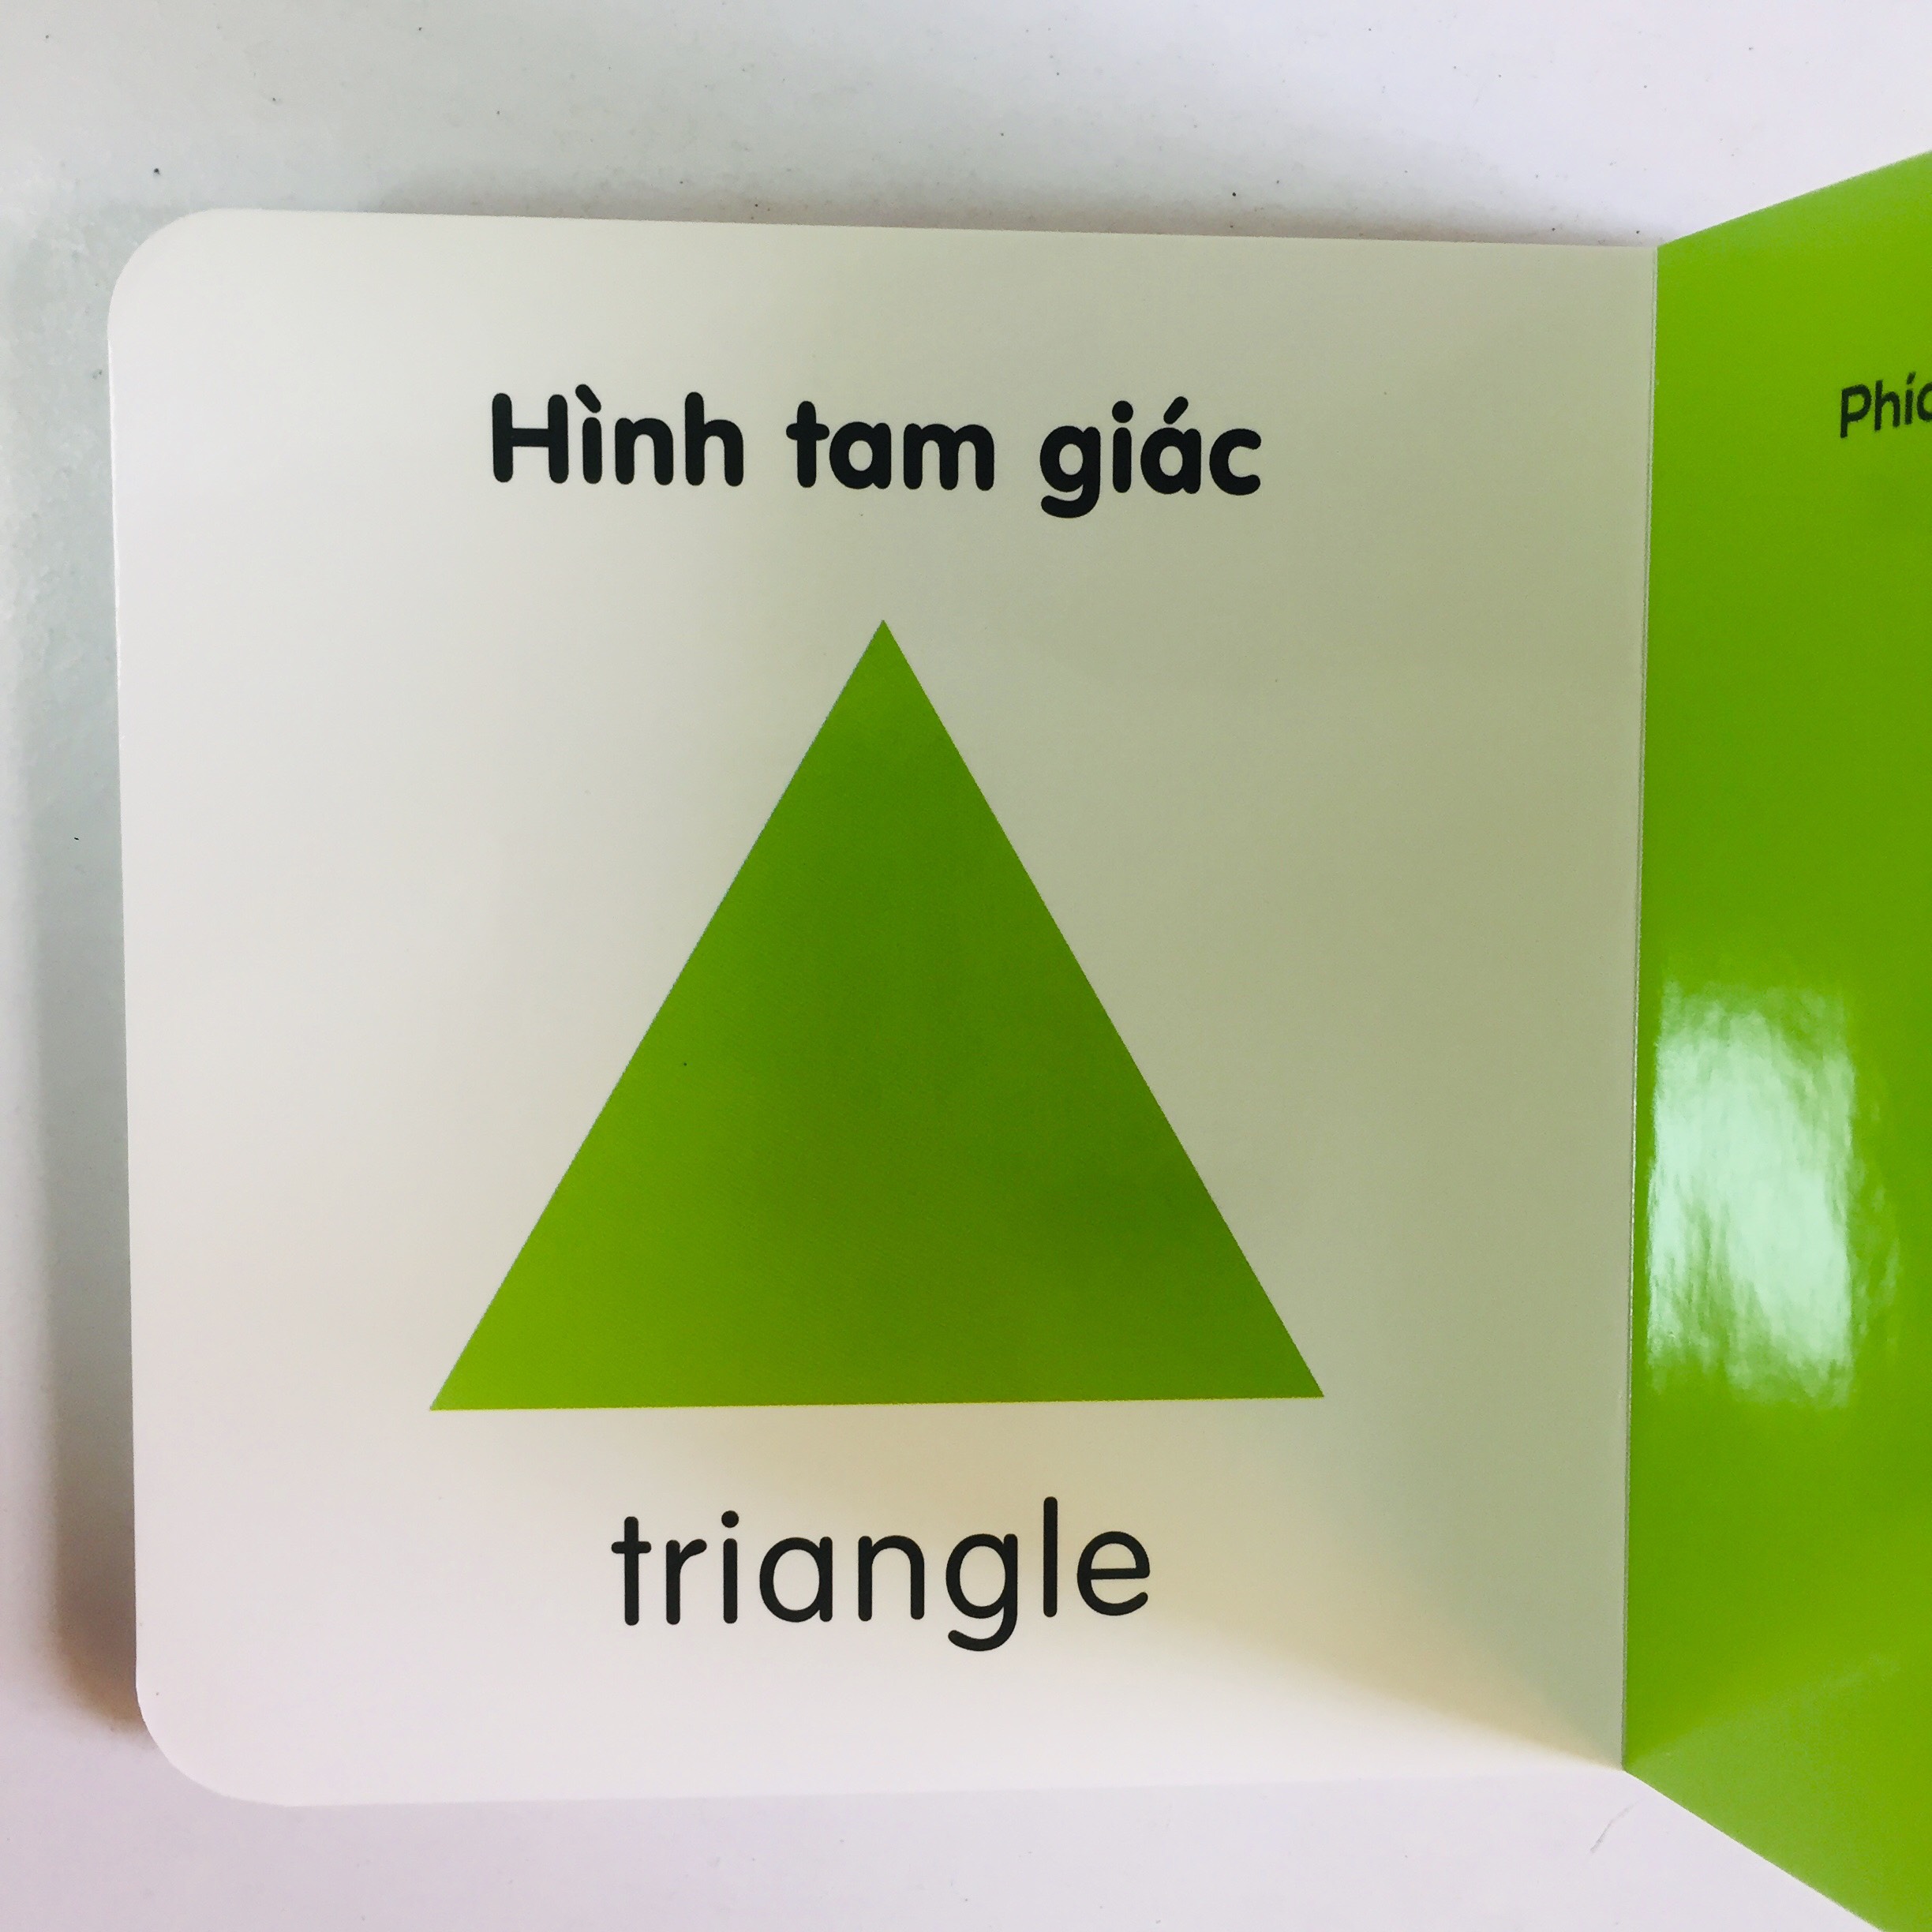 Hình tam giác
triangle